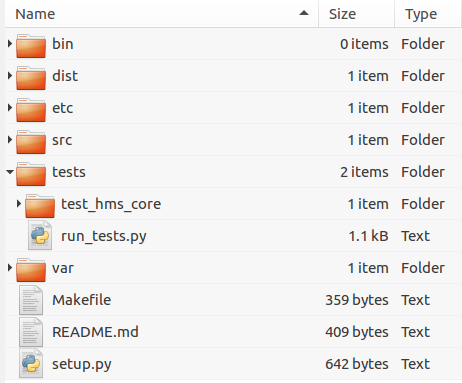 Name Size Type
bin 0 items Folder
dist 1 item Folder
etc 1 item Folder
src 1 item Folder
tests 2 items Folder
test_hms_core 1 item Folder
run_tests.py 1.1 kB Text
var 1 item Folder
Makefile 359 bytes Text
README.md 409 bytes Text
setup.py 642 bytes Text